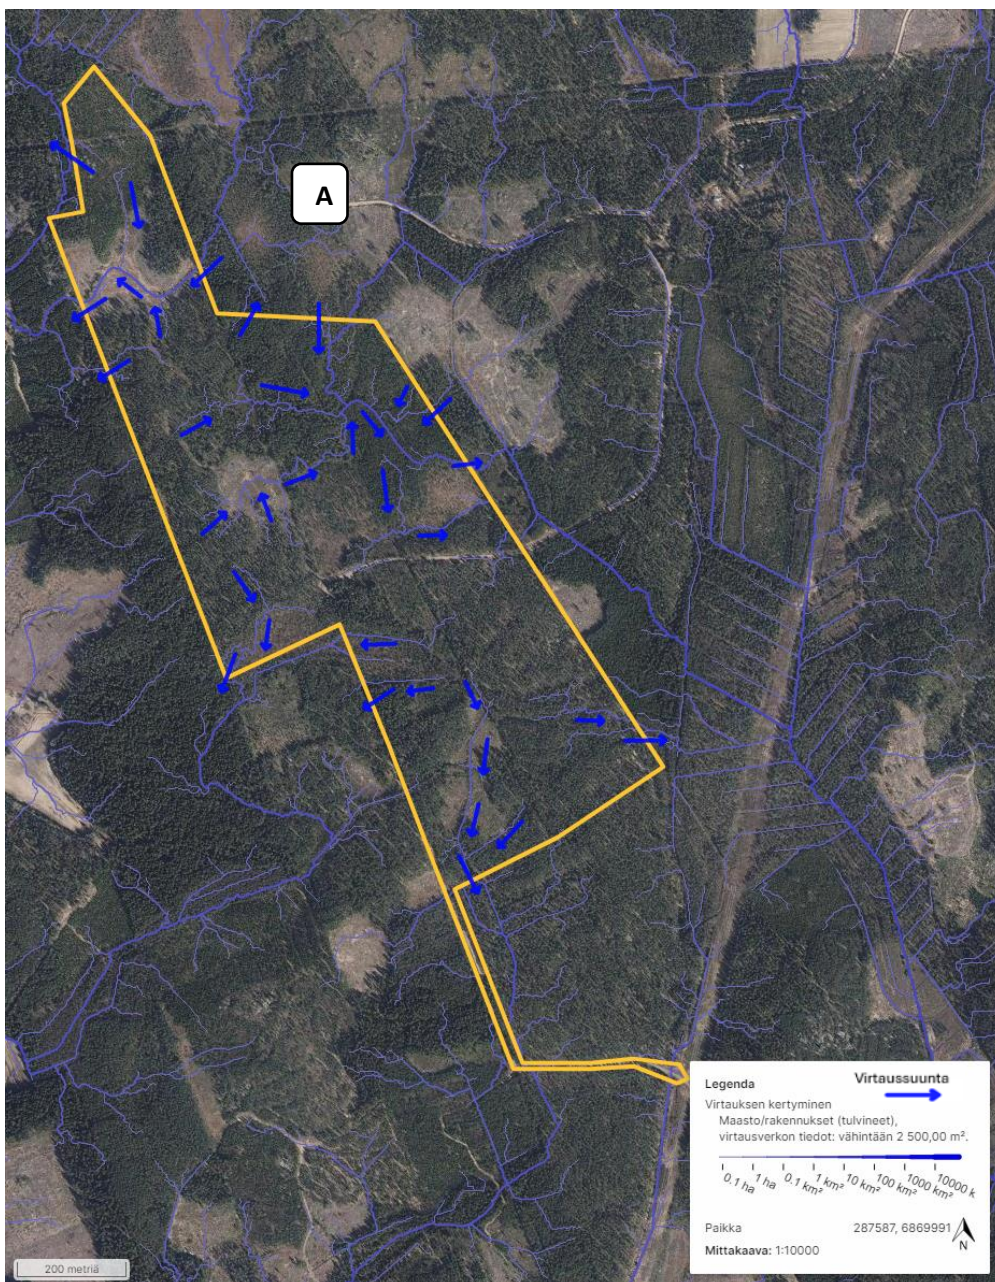 A
Legenda
Virtaussuunta
Virtauksen kertyminen
Maasto/rakennukset (tulvineet),
virtausverkon tiedot: vähintään 2 500,00 m².
0.1 ha 1 ha 0.1 km² 1 km² 10 km² 100 km² 1000 km² 10000 k
Paikka 287587, 6869991
N
Mittakaava: 1:10000
200 metriä